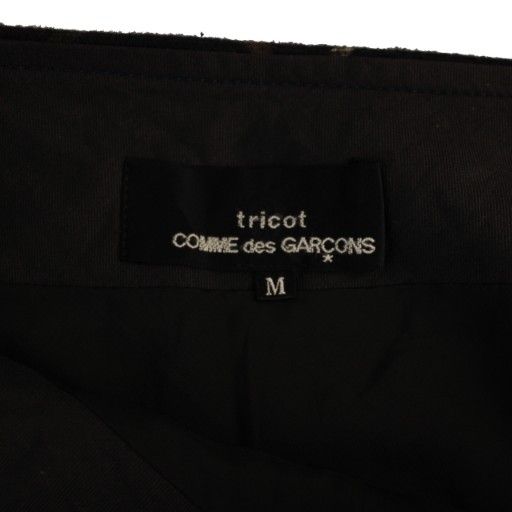 tricot
COMME des GARÇONS
*
M